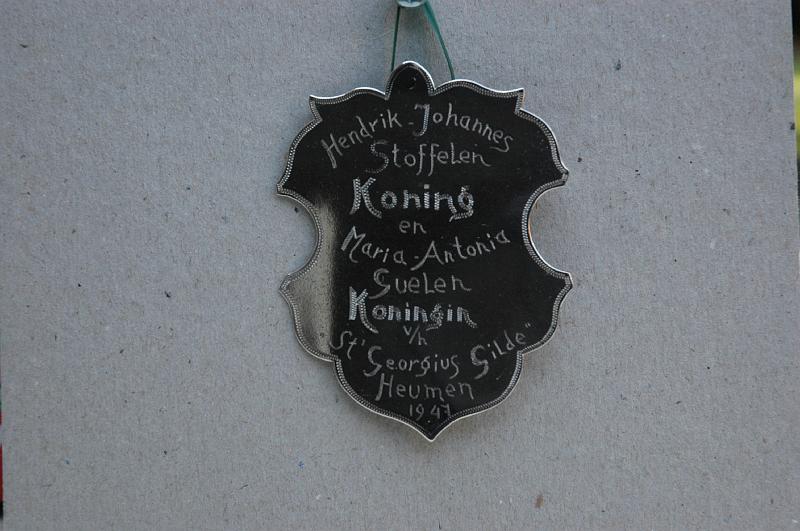 Hendrik-Johannes
Stoffelen
Koning
en
Maria-Antonia
Guelen
Koningin
v/h
"St Georgius Gilde"
Heumen
1947